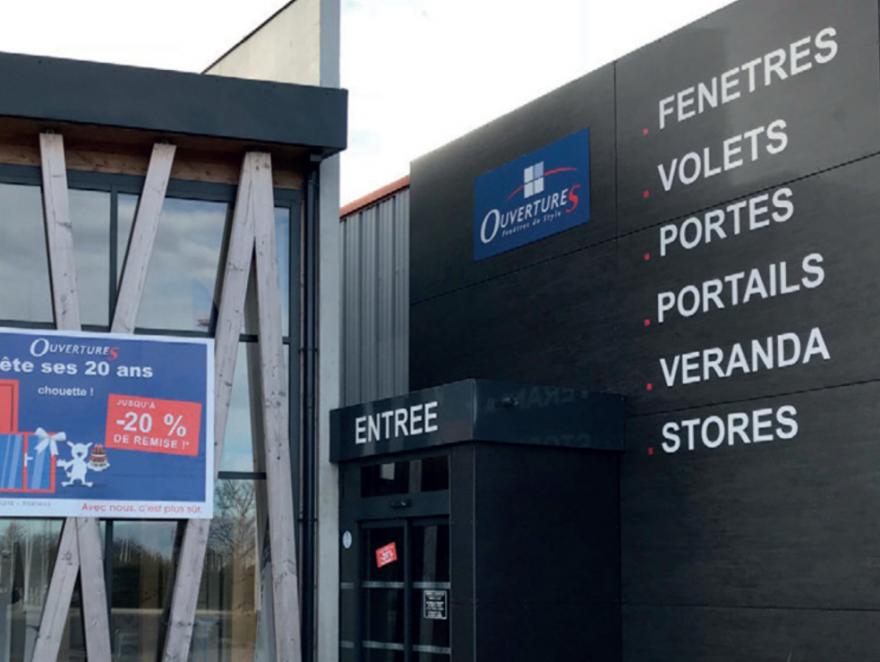 FENETRES
VOLETS
PORTES
PORTAILS
VERANDA
STORES
OUVERTURES
Fenêtres de Style
ENTREE
OUVERTURES
ête ses 20 ans
chouette !
JUSQU'À
-20 %
DE REMISE !*
Avec nous, c'est plus sûr.
-20%